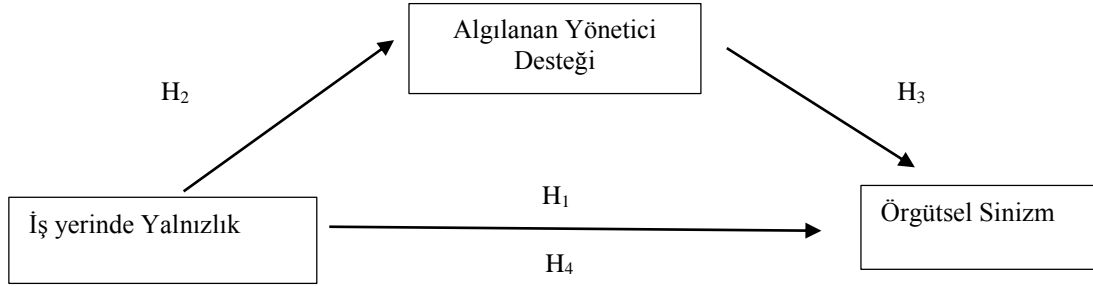 Algılanan Yönetici
Desteği
H₂
H₃
H₁
İş yerinde Yalnızlık
Örgütsel Sinizm
H₄